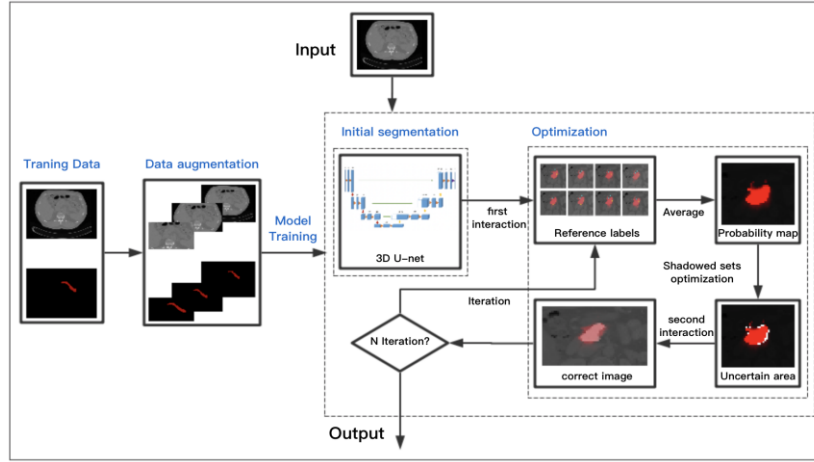 Input
Initial segmentation
Optimization
Traning Data
Data augmentation
Model
Training
3D U-net
first
interaction
Reference labels
Average
Probability map
Shadowed sets
optimization
Iteration
second
interaction
N Iteration?
correct image
Uncertain area
Output